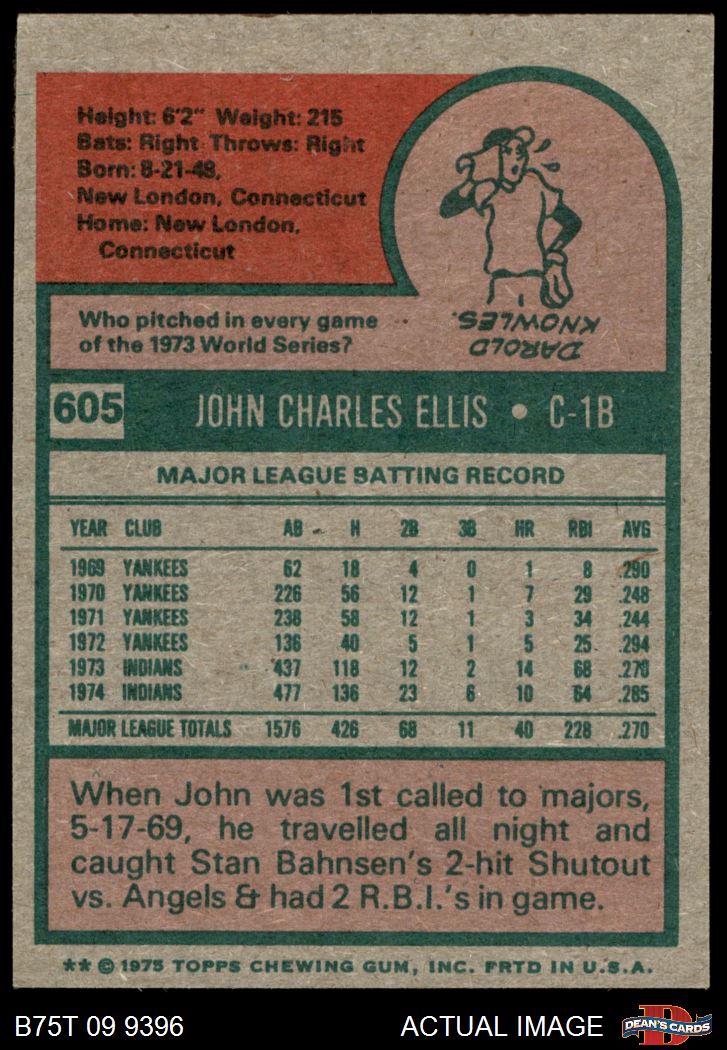 Height: 6'2" Weight: 215
Bats: Right Throws: Right
Born: 8-21-48,
New London, Connecticut
Home: New London,
Connecticut
Who pitched in every game
of the 1973 World Series?
DAROLD
KNOWLES.
605 JOHN CHARLES ELLIS • C-1B
MAJOR LEAGUE BATTING RECORD
YEAR CLUB AB H 2B 3B HR RBI AVG
1969 YANKEES 62 18 4 0 1 8 .290
1970 YANKEES 226 56 12 1 7 29 .248
1971 YANKEES 238 58 12 1 3 34 .244
1972 YANKEES 136 40 5 1 5 25 .294
1973 INDIANS 437 118 12 2 14 68 .270
1974 INDIANS 477 136 23 6 10 64 .285
MAJOR LEAGUE TOTALS 1576 426 68 11 40 228 .270
When John was 1st called to majors,
5-17-69, he travelled all night and
caught Stan Bahnsen's 2-hit Shutout
vs. Angels & had 2 R.B.I.'s in game.
** © 1975 TOPPS CHEWING GUM, INC. PRTD IN U.S.A.
B75T 09 9396 ACTUAL IMAGE D DEAN'S CARDS